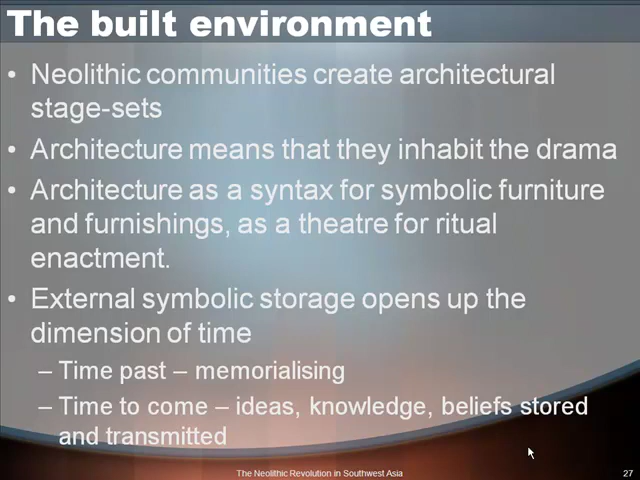 The built environment
• Neolithic communities create architectural
stage-sets
• Architecture means that they inhabit the drama
• Architecture as a syntax for symbolic furniture
and furnishings, as a theatre for ritual
enactment.
• External symbolic storage opens up the
dimension of time
– Time past – memorialising
– Time to come – ideas, knowledge, beliefs stored
and transmitted
The Neolithic Revolution in Southwest Asia
27